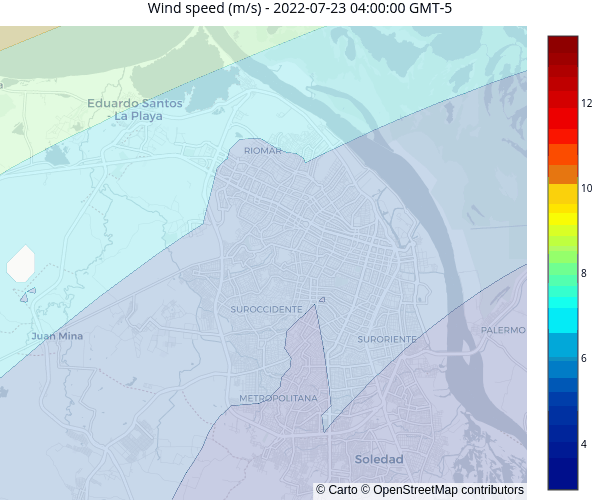 Wind speed (m/s) - 2022-07-23 04:00:00 GMT-5
Eduardo Santos
- La Playa
RIOMAR
SUROCCIDENTE
Juan Mina
SURORIENTE
PALERMO
METROPOLITANA
Soledad
© Carto © OpenStreetMap contributors
12
10
8
6
4